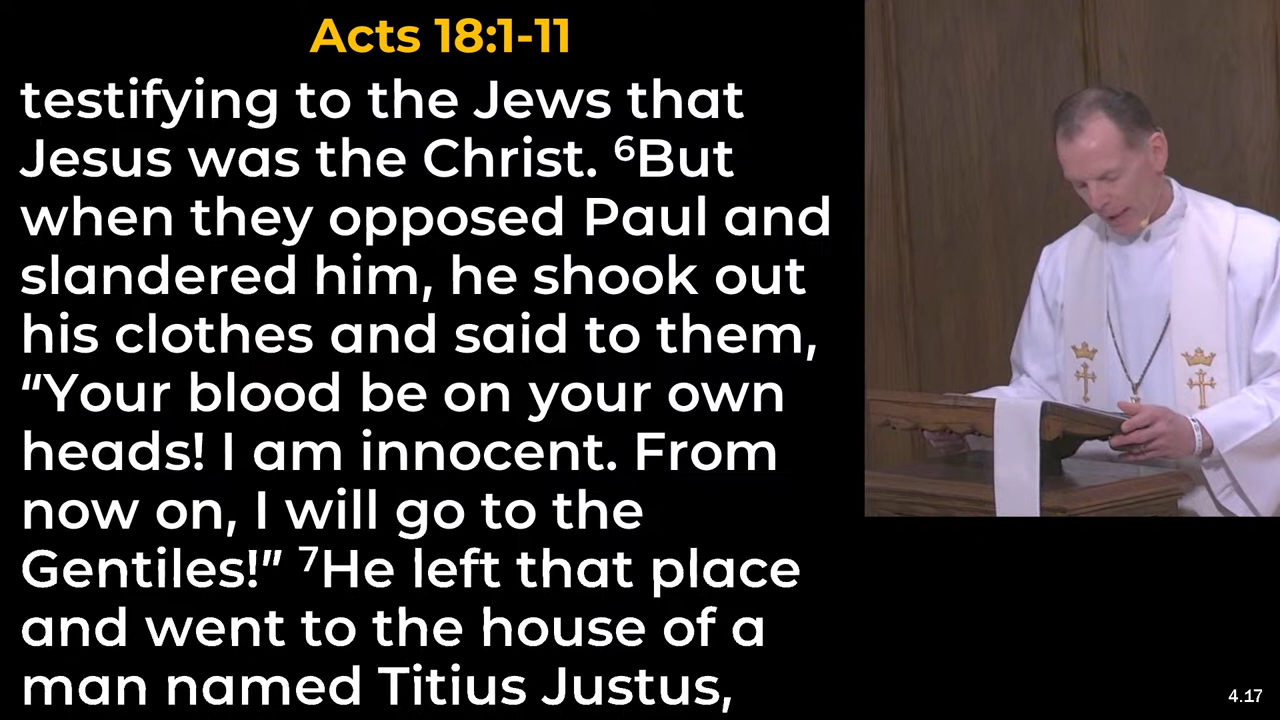 Acts 18:1-11
testifying to the Jews that
Jesus was the Christ. ⁶But
when they opposed Paul and
slandered him, he shook out
his clothes and said to them,
“Your blood be on your own
heads! I am innocent. From
now on, I will go to the
Gentiles!” ⁷He left that place
and went to the house of a
man named Titius Justus,
4.17